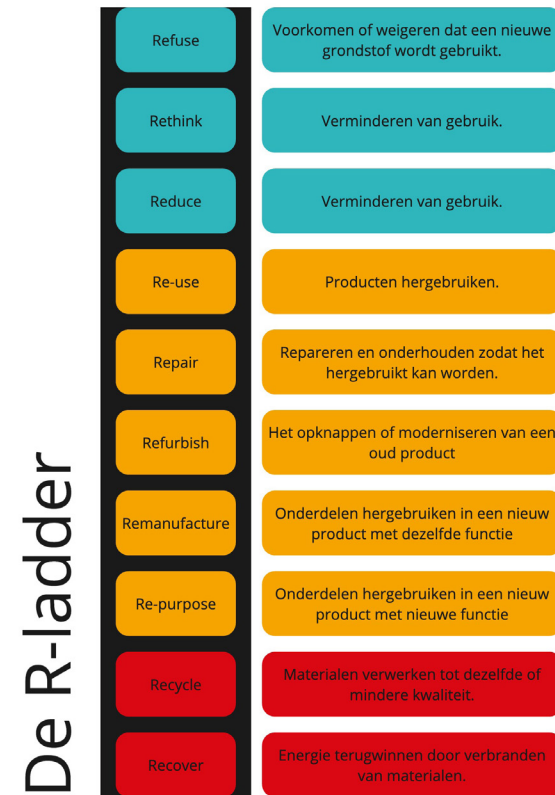 De R-ladder
Refuse
Voorkomen of weigeren dat een nieuwe
grondstof wordt gebruikt.
Rethink
Verminderen van gebruik.
Reduce
Verminderen van gebruik.
Re-use
Producten hergebruiken.
Repair
Repareren en onderhouden zodat het
hergebruikt kan worden.
Refurbish
Het opknappen of moderniseren van een
oud product
Remanufacture
Onderdelen hergebruiken in een nieuw
product met dezelfde functie
Re-purpose
Onderdelen hergebruiken in een nieuw
product met nieuwe functie
Recycle
Materialen verwerken tot dezelfde of
mindere kwaliteit.
Recover
Energie terugwinnen door verbranden
van materialen.